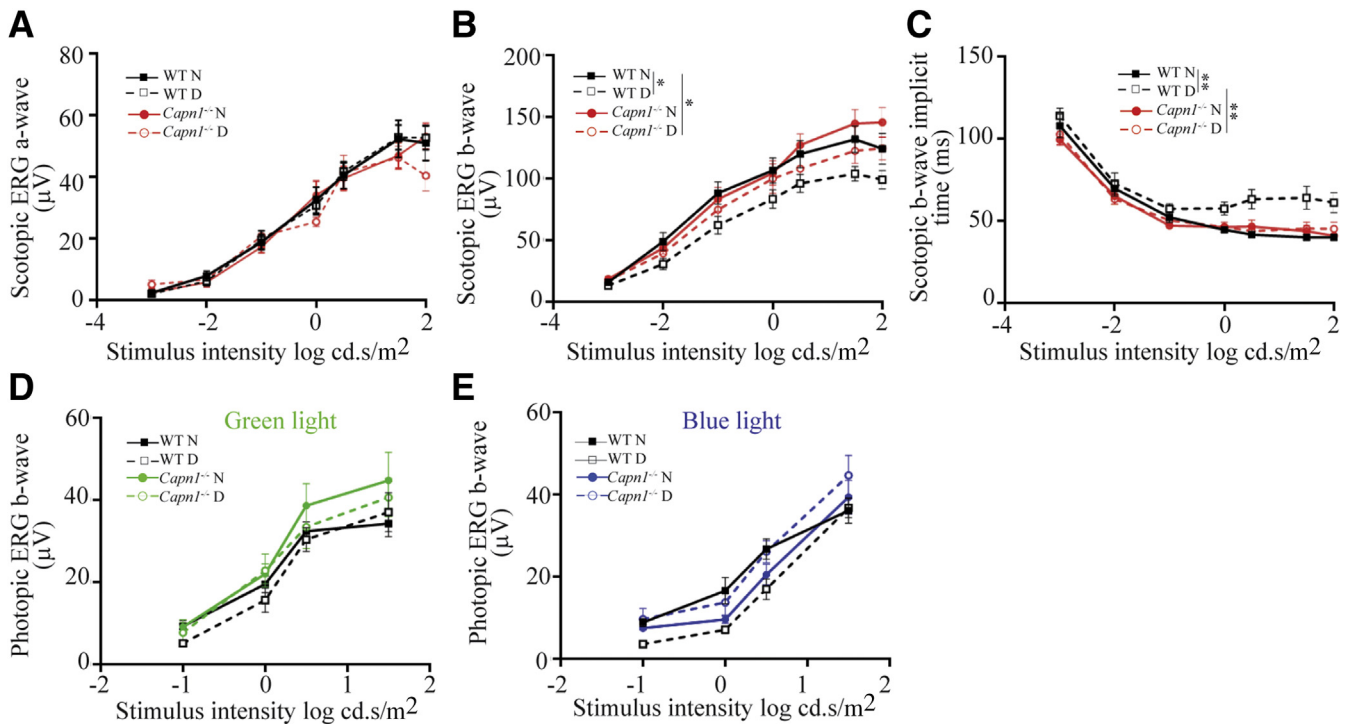 A
80
60
40
20
0
-4
-2
0
2
Scotopic ERG a-wave
(μV)
Stimulus intensity log cd.s/m²
WT N
WT D
Capn1⁻/⁻ N
Capn1⁻/⁻ D
B
200
150
100
50
0
-4
-2
0
2
Scotopic ERG b-wave
(μV)
Stimulus intensity log cd.s/m²
WT N
WT D
Capn1⁻/⁻ N
Capn1⁻/⁻ D
*
*
C
150
100
50
0
-4
-2
0
2
Scotopic b-wave implicit
time (ms)
Stimulus intensity log cd.s/m²
WT N
WT D
Capn1⁻/⁻ N
Capn1⁻/⁻ D
**
**
D
Green light
60
40
20
0
-2
-1
0
1
2
Photopic ERG b-wave
(μV)
Stimulus intensity log cd.s/m²
WT N
WT D
Capn1⁻/⁻ N
Capn1⁻/⁻ D
E
Blue light
60
40
20
0
-2
-1
0
1
2
Photopic ERG b-wave
(μV)
Stimulus intensity log cd.s/m²
WT N
WT D
Capn1⁻/⁻ N
Capn1⁻/⁻ D